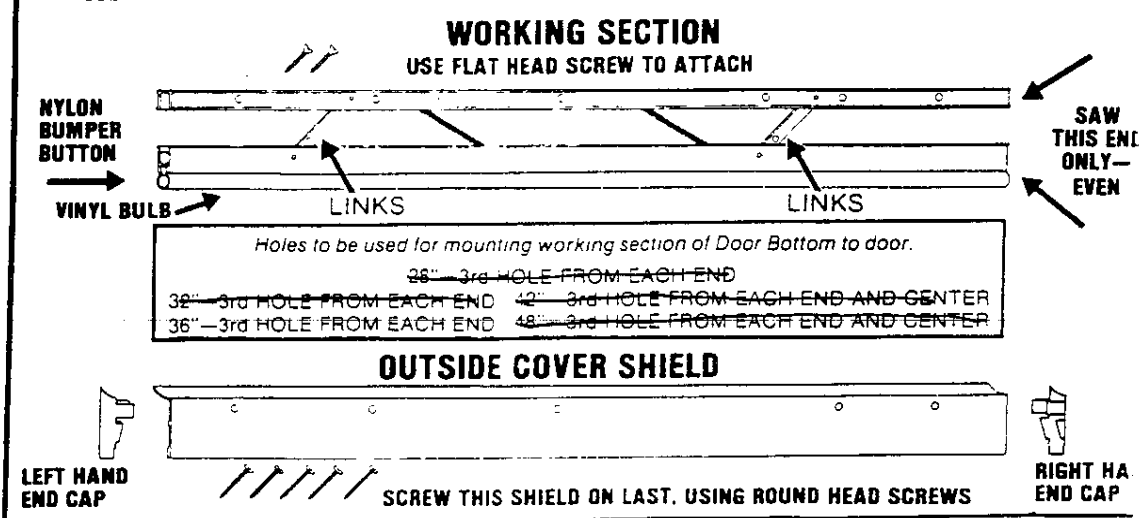 WORKING SECTION
USE FLAT HEAD SCREW TO ATTACH
NYLON
BUMPER
BUTTON
SAW
THIS END
ONLY—
EVEN
VINYL BULB
LINKS
LINKS
Holes to be used for mounting working section of Door Bottom to door.
28"—3rd HOLE FROM EACH END
32"—3rd HOLE FROM EACH END 42"—3rd HOLE FROM EACH END AND CENTER
36"—3rd HOLE FROM EACH END 48"—3rd HOLE FROM EACH END AND CENTER
OUTSIDE COVER SHIELD
LEFT HAND
END CAP
SCREW THIS SHIELD ON LAST, USING ROUND HEAD SCREWS
RIGHT HA
END CAP